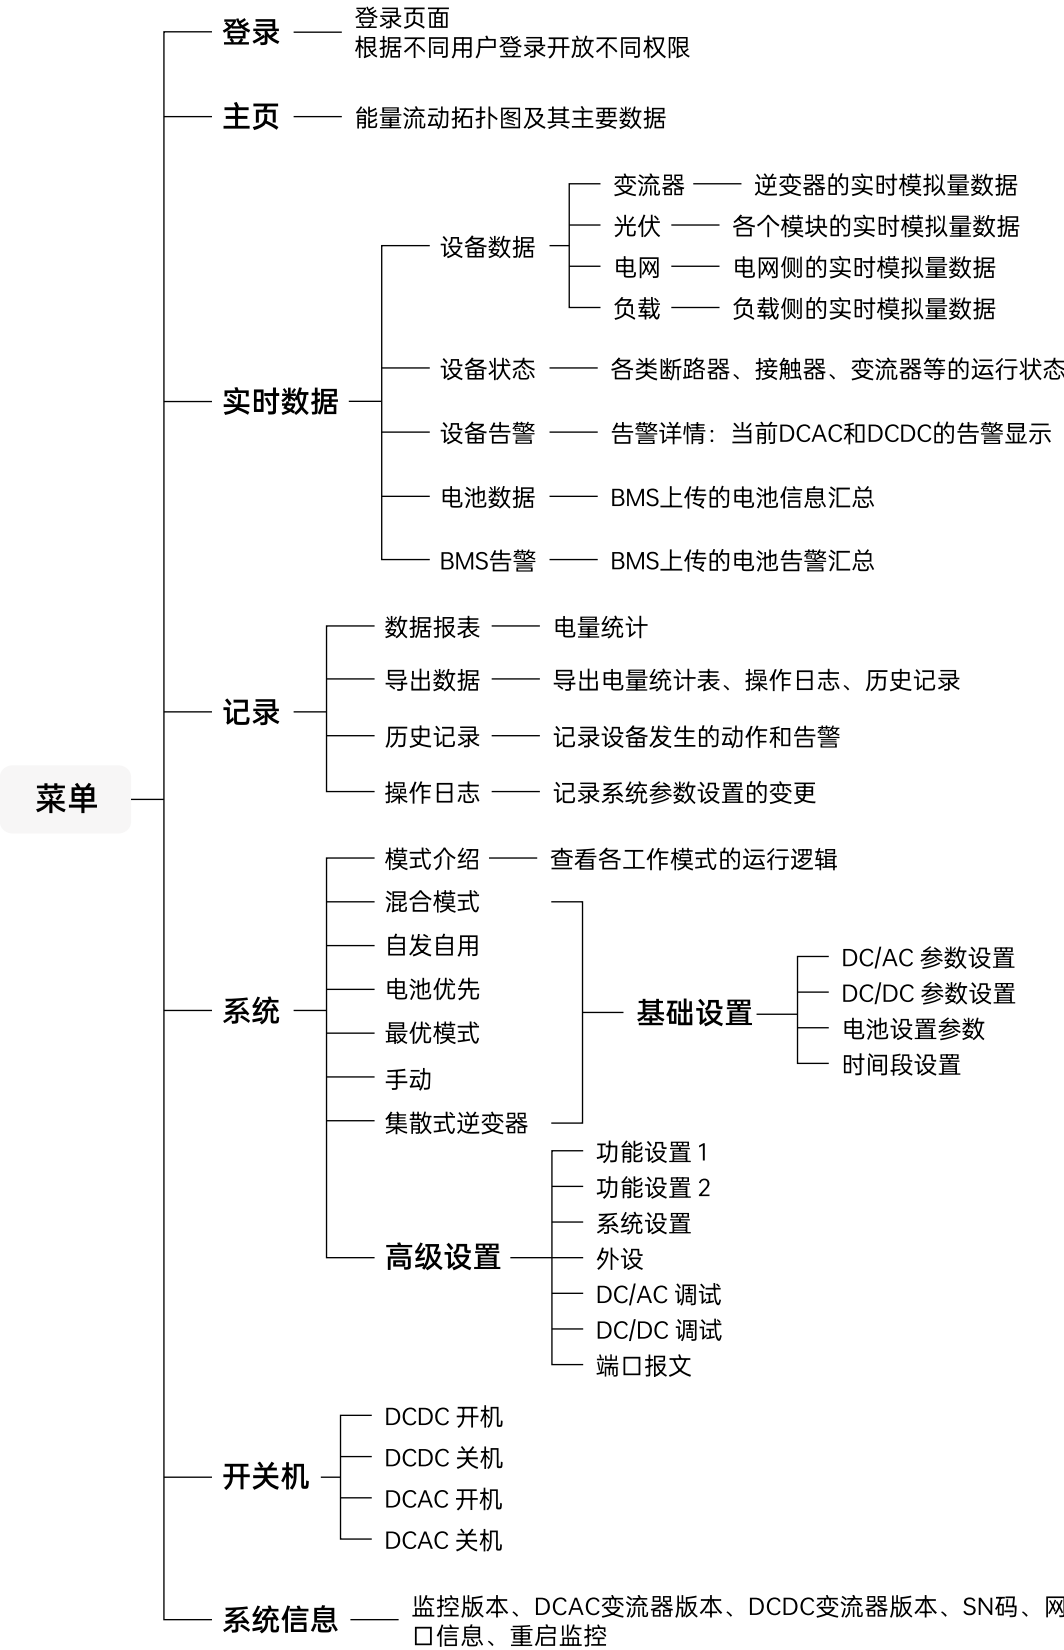 登录
登录页面
根据不同用户登录开放不同权限
主页
能量流动拓扑图及其主要数据
实时数据
设备数据
变流器
逆变器的实时模拟量数据
光伏
各个模块的实时模拟量数据
电网
电网侧的实时模拟量数据
负载
负载侧的实时模拟量数据
设备状态
各类断路器、接触器、变流器等的运行状态
设备告警
告警详情：当前DCAC和DCDC的告警显示
电池数据
BMS上传的电池信息汇总
BMS告警
BMS上传的电池告警汇总
记录
数据报表
电量统计
导出数据
导出电量统计表、操作日志、历史记录
历史记录
记录设备发生的动作和告警
操作日志
记录系统参数设置的变更
菜单
系统
模式介绍
查看各工作模式的运行逻辑
混合模式
自发自用
电池优先
最优模式
手动
集散式逆变器
基础设置
DC/AC 参数设置
DC/DC 参数设置
电池设置参数
时间段设置
高级设置
功能设置 1
功能设置 2
系统设置
外设
DC/AC 调试
DC/DC 调试
端口报文
开关机
DCDC 开机
DCDC 关机
DCAC 开机
DCAC 关机
系统信息
监控版本、DCAC变流器版本、DCDC变流器版本、SN码、网
口信息、重启监控